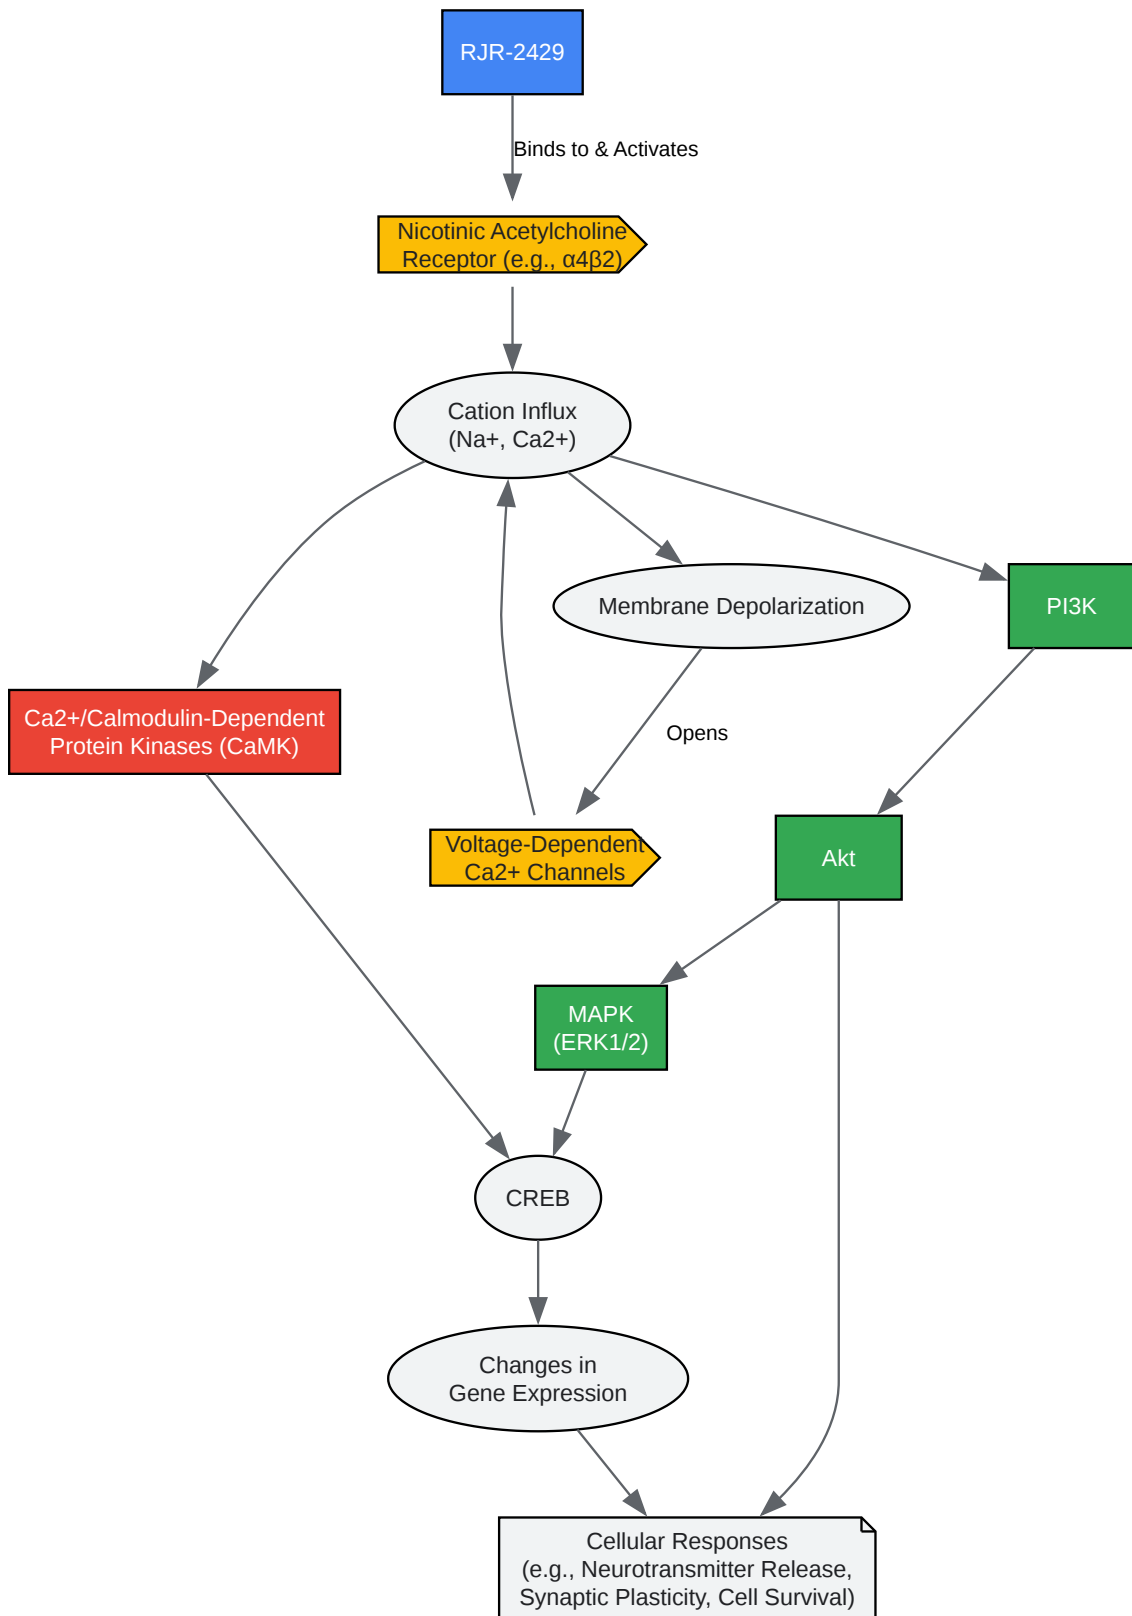 RJR-2429
Binds to & Activates
Nicotinic Acetylcholine
Receptor (e.g., α4β2)
Cation Influx
(Na+, Ca2+)
Membrane Depolarization
PI3K
Ca2+/Calmodulin-Dependent
Protein Kinases (CaMK)
Opens
Voltage-Dependent
Ca2+ Channels
Akt
MAPK
(ERK1/2)
CREB
Changes in
Gene Expression
Cellular Responses
(e.g., Neurotransmitter Release,
Synaptic Plasticity, Cell Survival)